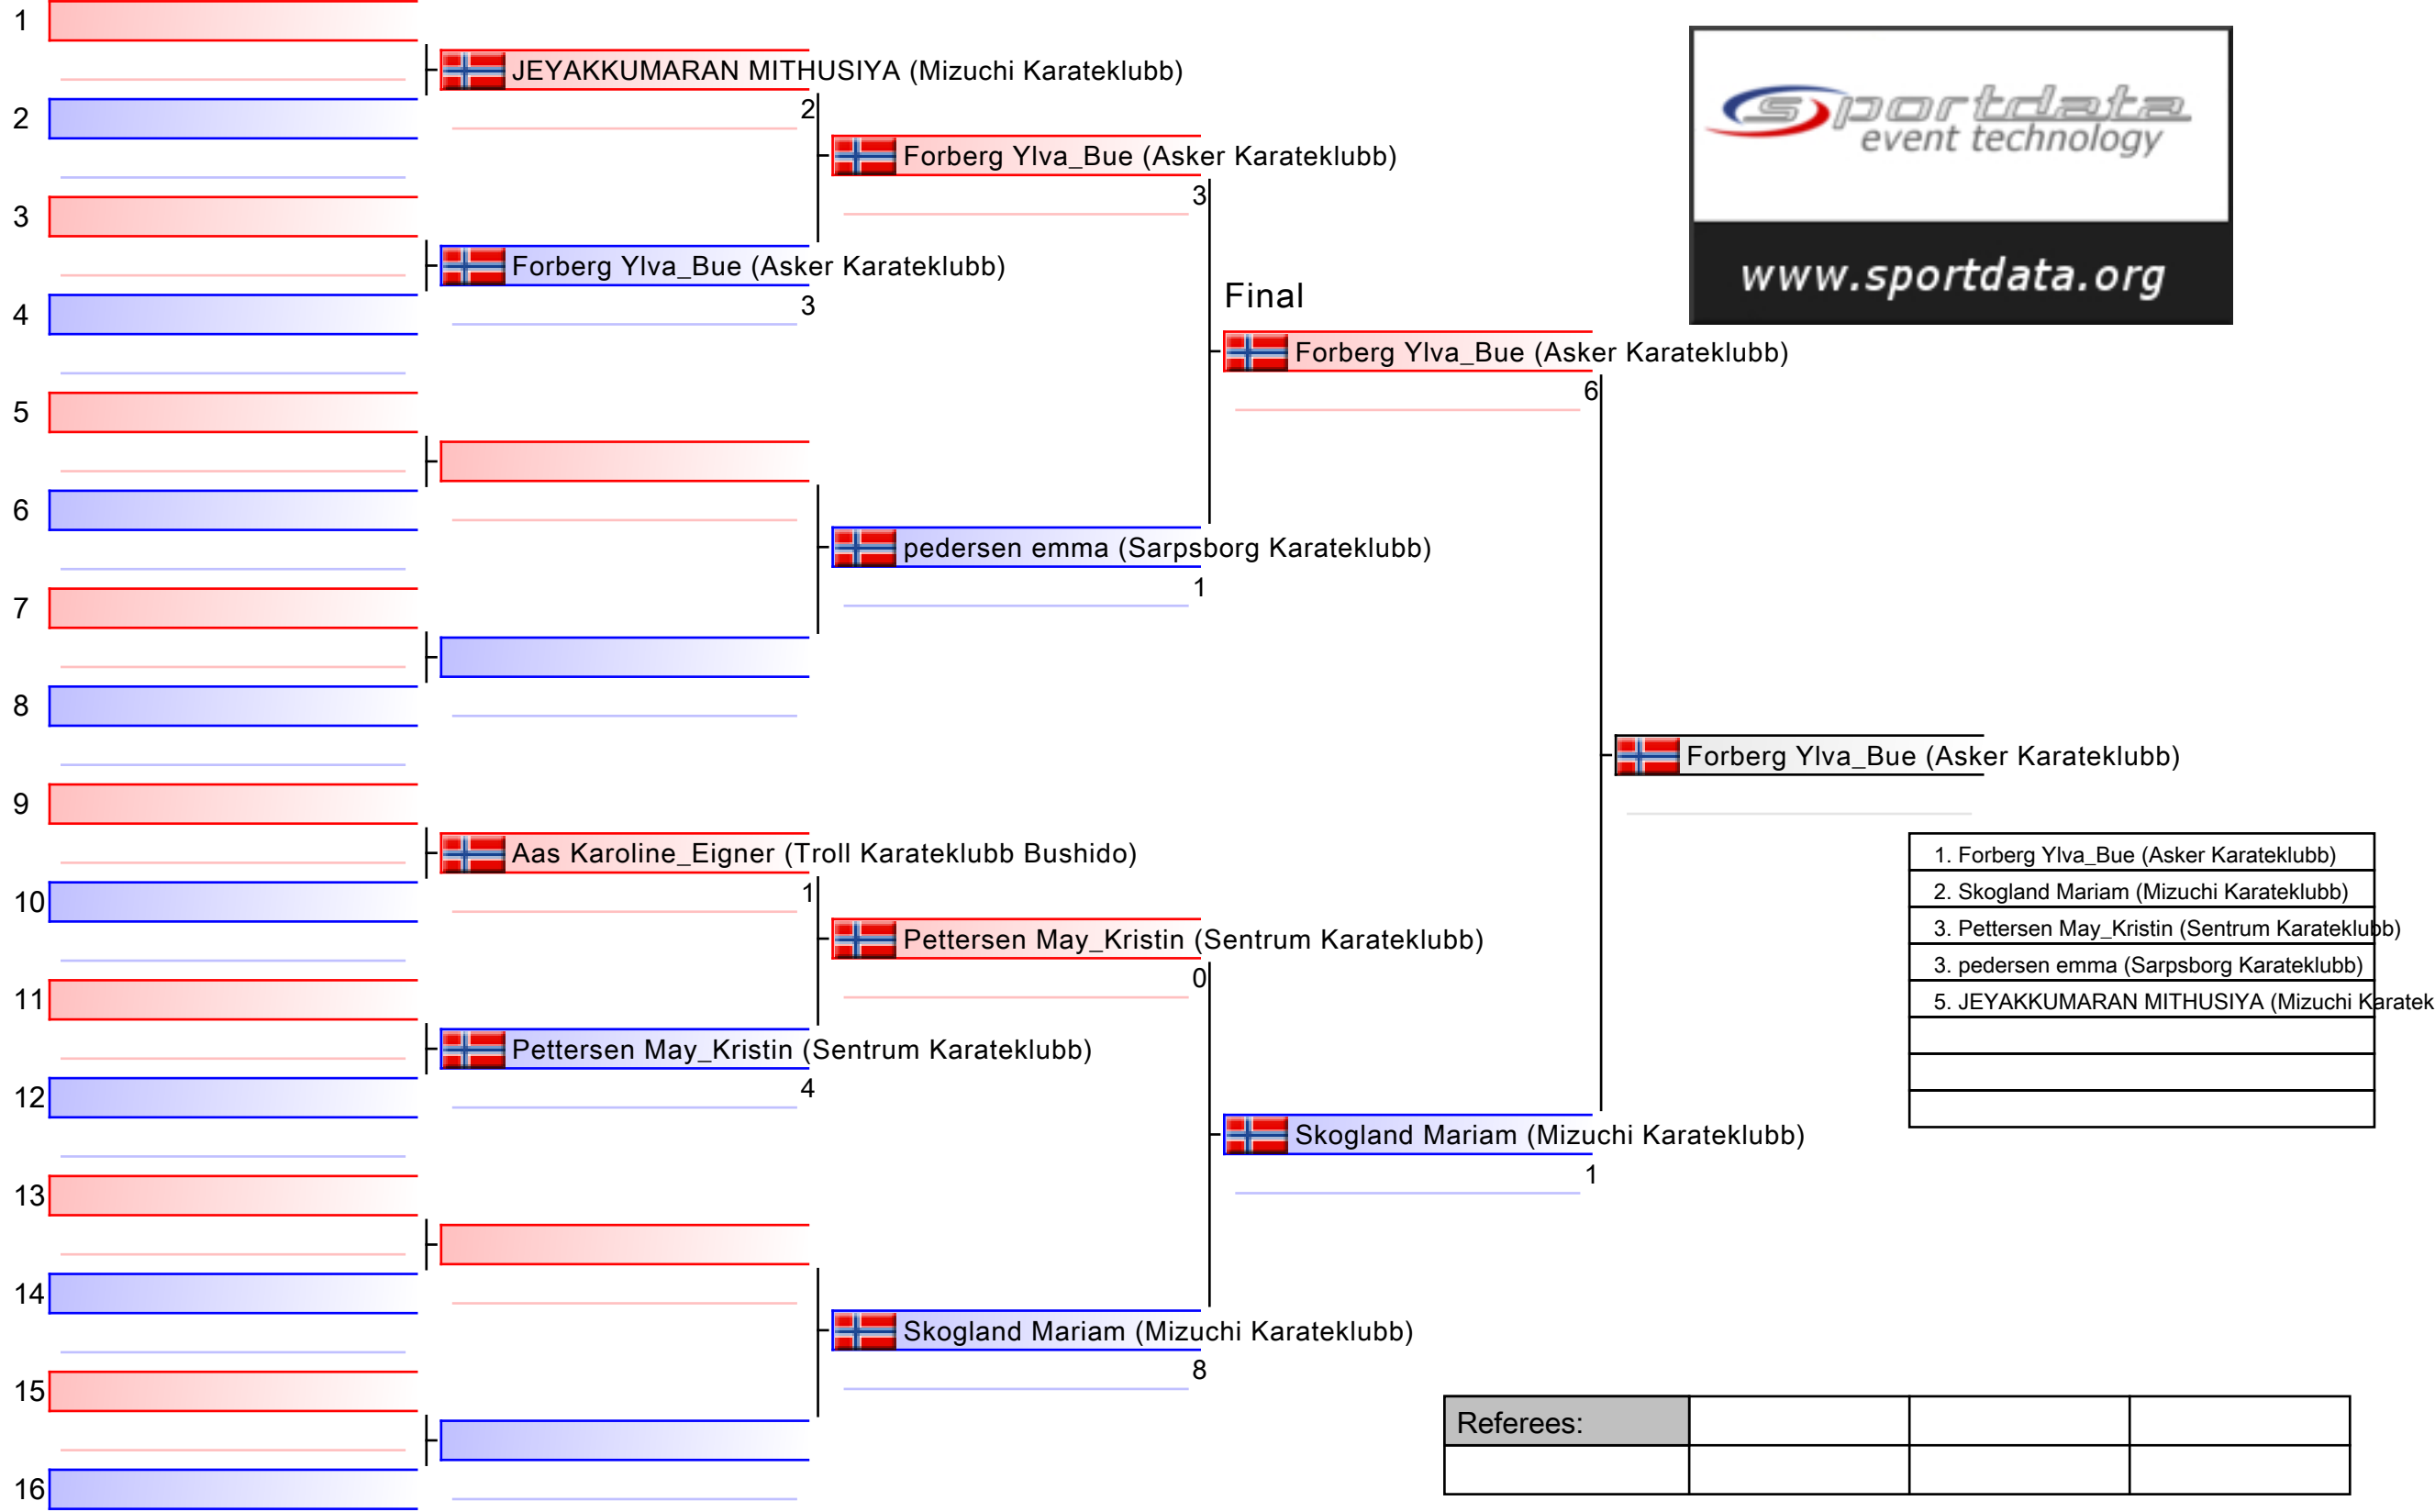 1
JEYAKKUMARAN MITHUSIYA (Mizuchi Karateklubb)
2
2
Forberg Ylva_Bue (Asker Karateklubb)
3
3
Forberg Ylva_Bue (Asker Karateklubb)
3
4
Final
Forberg Ylva_Bue (Asker Karateklubb)
6
5
6
pedersen emma (Sarpsborg Karateklubb)
1
7
8
Forberg Ylva_Bue (Asker Karateklubb)
9
Aas Karoline_Eigner (Troll Karateklubb Bushido)
1
10
Pettersen May_Kristin (Sentrum Karateklubb)
0
11
Pettersen May_Kristin (Sentrum Karateklubb)
4
12
Skogland Mariam (Mizuchi Karateklubb)
1
13
14
Skogland Mariam (Mizuchi Karateklubb)
8
15
16
sportdata
event technology
www.sportdata.org
1. Forberg Ylva_Bue (Asker Karateklubb)
2. Skogland Mariam (Mizuchi Karateklubb)
3. Pettersen May_Kristin (Sentrum Karateklubb)
3. pedersen emma (Sarpsborg Karateklubb)
5. JEYAKKUMARAN MITHUSIYA (Mizuchi Karatek
Referees: